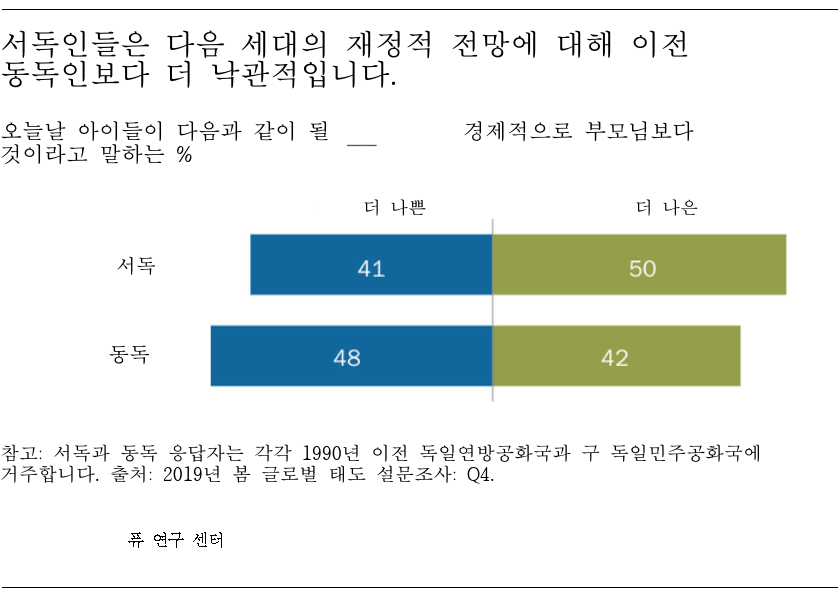 서독인들은 다음 세대의 재정적 전망에 대해 이전
동독인보다 더 낙관적입니다.
오늘날 아이들이 다음과 같이 될 __ 경제적으로 부모님보다
것이라고 말하는 %
더 나쁜 더 나은
서독 41 50
동독 48 42
참고: 서독과 동독 응답자는 각각 1990년 이전 독일연방공화국과 구 독일민주공화국에
거주합니다. 출처: 2019년 봄 글로벌 태도 설문조사: Q4.
퓨 연구 센터